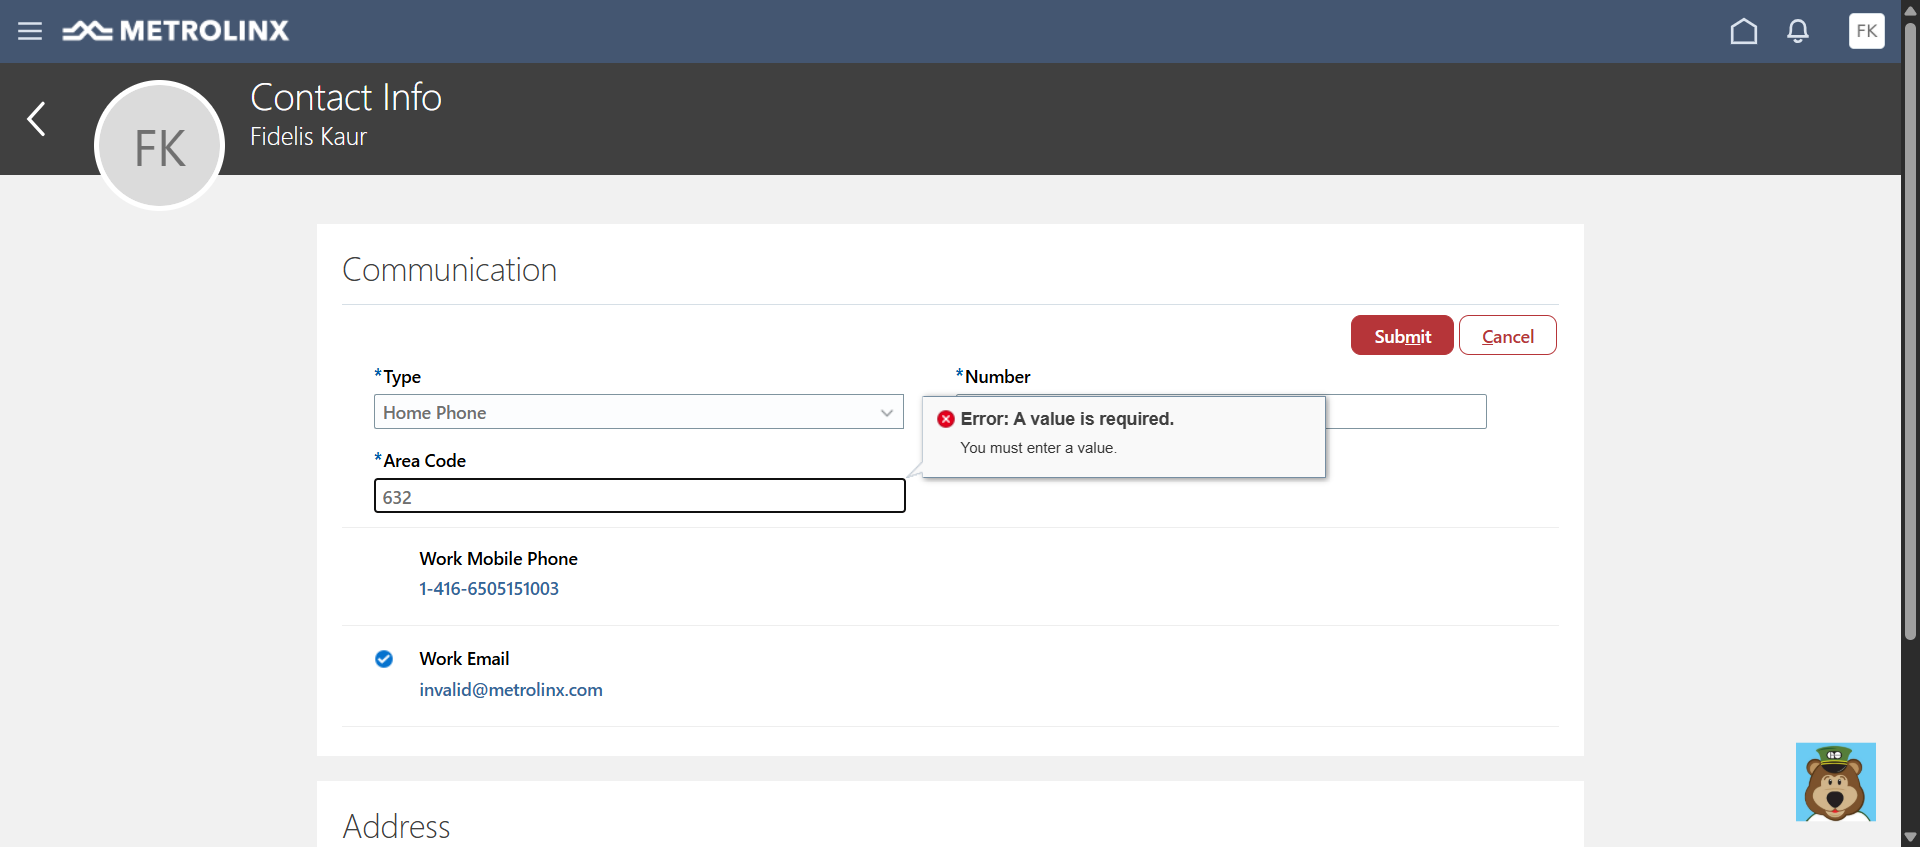 METROLINX
FK
FK
Contact Info
Fidelis Kaur
Communication
Submit
Cancel
*Type
*Number
Home Phone
Error: A value is required.
You must enter a value.
*Area Code
632
Work Mobile Phone
1-416-6505151003
Work Email
invalid@metrolinx.com
Address